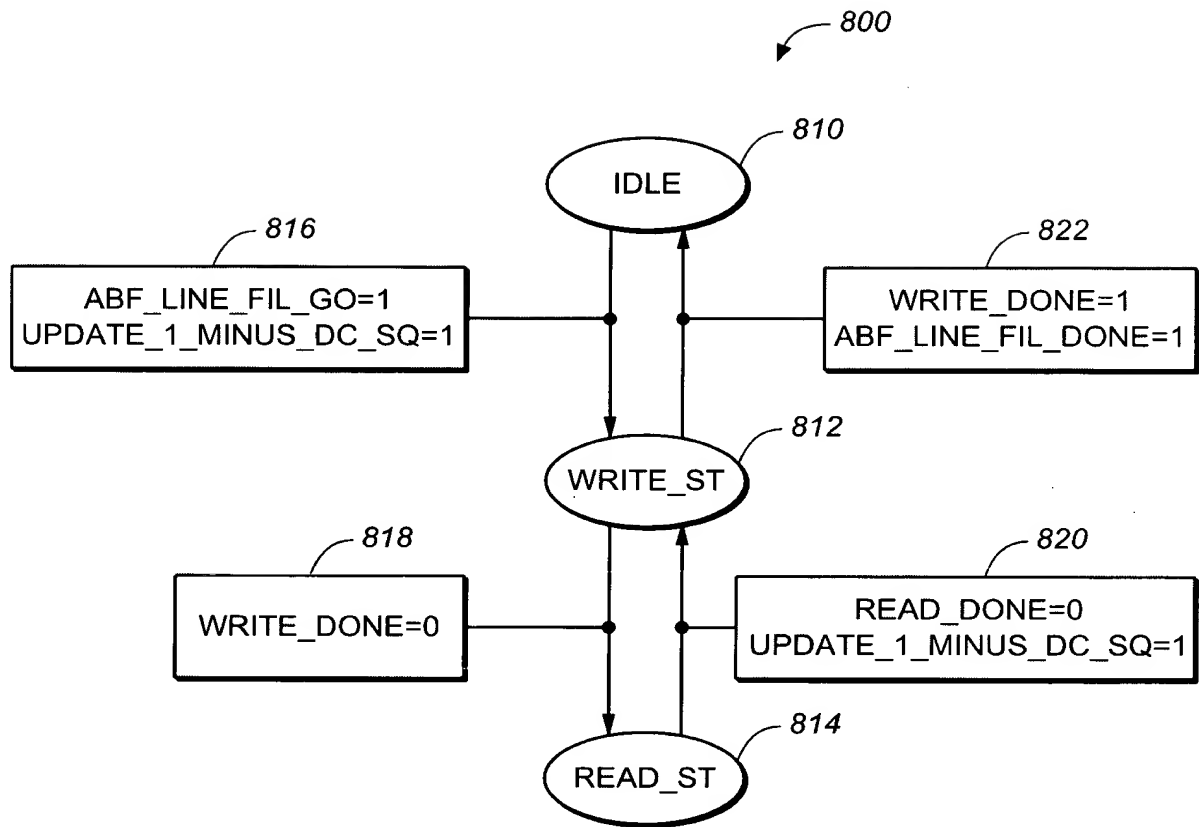 800
810
IDLE
816
822
ABF_LINE_FIL_GO=1
UPDATE_1_MINUS_DC_SQ=1
WRITE_DONE=1
ABF_LINE_FIL_DONE=1
812
WRITE_ST
818
820
WRITE_DONE=0
READ_DONE=0
UPDATE_1_MINUS_DC_SQ=1
814
READ_ST